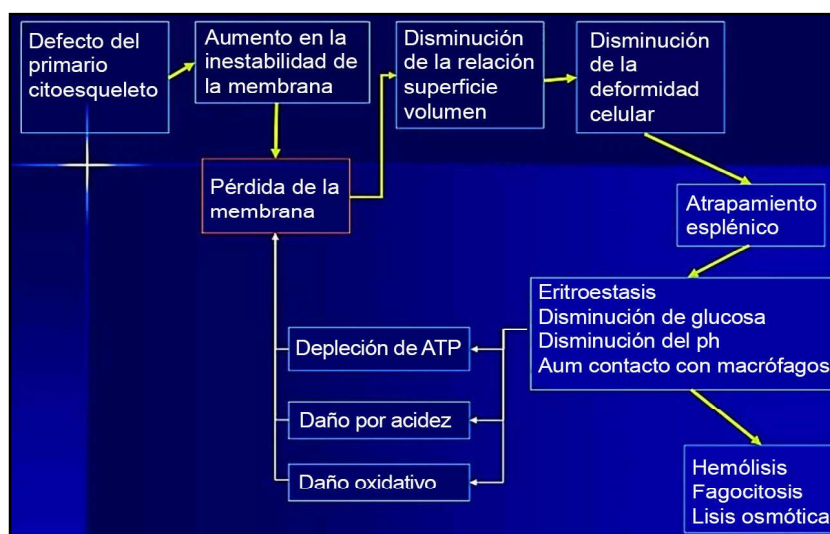 Defecto del
primario
citoesqueleto
Aumento en la
inestabilidad de
la membrana
Disminución
de la relación
superficie
volumen
Disminución
de la
deformidad
celular
Pérdida de la
membrana
Atrapamiento
esplénico
Eritroestasis
Disminución de glucosa
Disminución del ph
Aum contacto con macrófagos
Depleción de ATP
Daño por acidez
Daño oxidativo
Hemólisis
Fagocitosis
Lisis osmótica